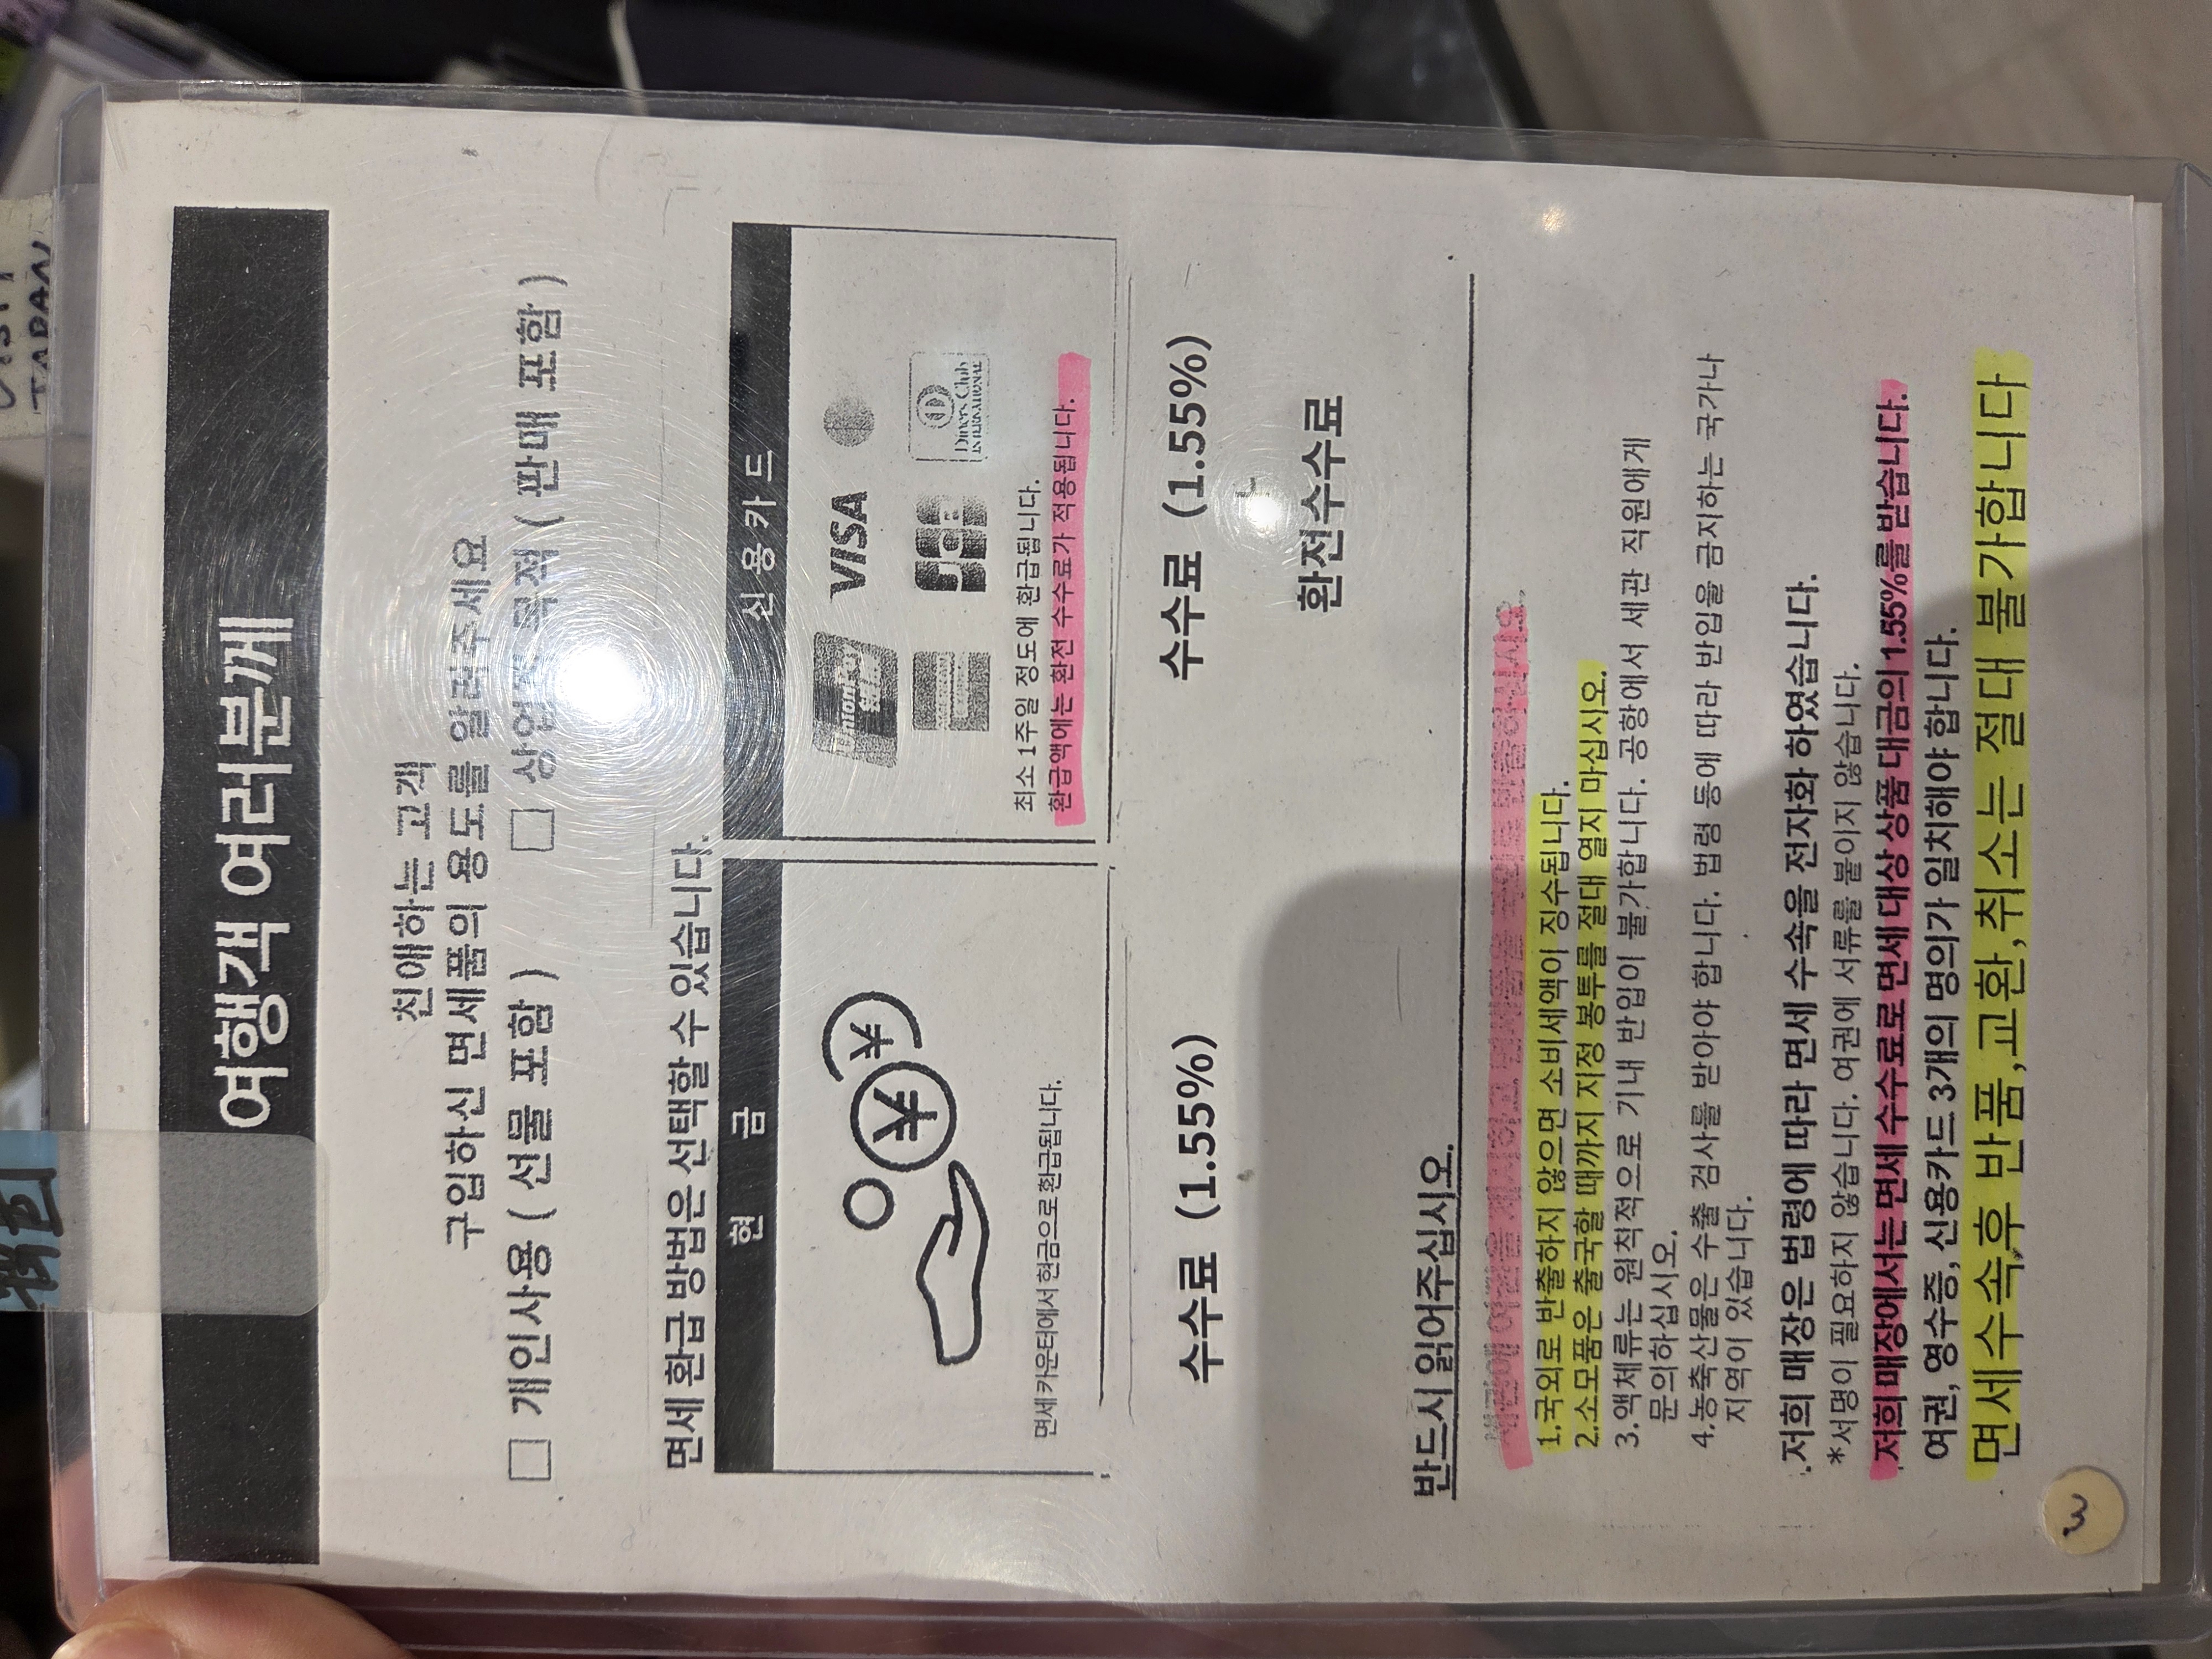 여행객 여러분께
친애하는 고객
구입하신 면세품의 용도를 알려주세요
□ 개인사용 ( 선물 포함 ) □ 상업적 목적 ( 판매 포함 )
면세 환급 방법은 선택할 수 있습니다.
현 금
면세카운터에서 현금으로 환급됩니다.
수수료 (1.55%)
신용카드
UnionPay VISA
JCB Diners Club
INTERNATIONAL
최소 1주일 정도에 환급됩니다.
환급액에는 환전 수수료가 적용됩니다.
수수료 (1.55%)
환전수수료
반드시 읽어주십시오.
1.국외로 반출하지 않으면 소비세액이 징수됩니다.
2.소모품은 출국할 때까지 지정 봉투를 절대 열지 마십시오.
3.액체류는 원칙적으로 기내 반입이 불가합니다. 공항에서 세관 직원에게
문의하십시오.
4.농축산물은 수출 검사를 받아야 합니다. 법령 등에 따라 반입을 금지하는 국가나
지역이 있습니다.
.저희 매장은 법령에 따라 면세 수속을 전자화 하였습니다.
*서명이 필요하지 않습니다. 여권에 서류를 붙이지 않습니다.
.저희 매장에서는 면세 수수료로 면세 대상 상품 대금의 1.55%를 받습니다.
여권, 영수증, 신용카드 3개의 명의가 일치해야 합니다.
면세수속후 반품,교환,취소는 절대 불가합니다
3
JAPAN